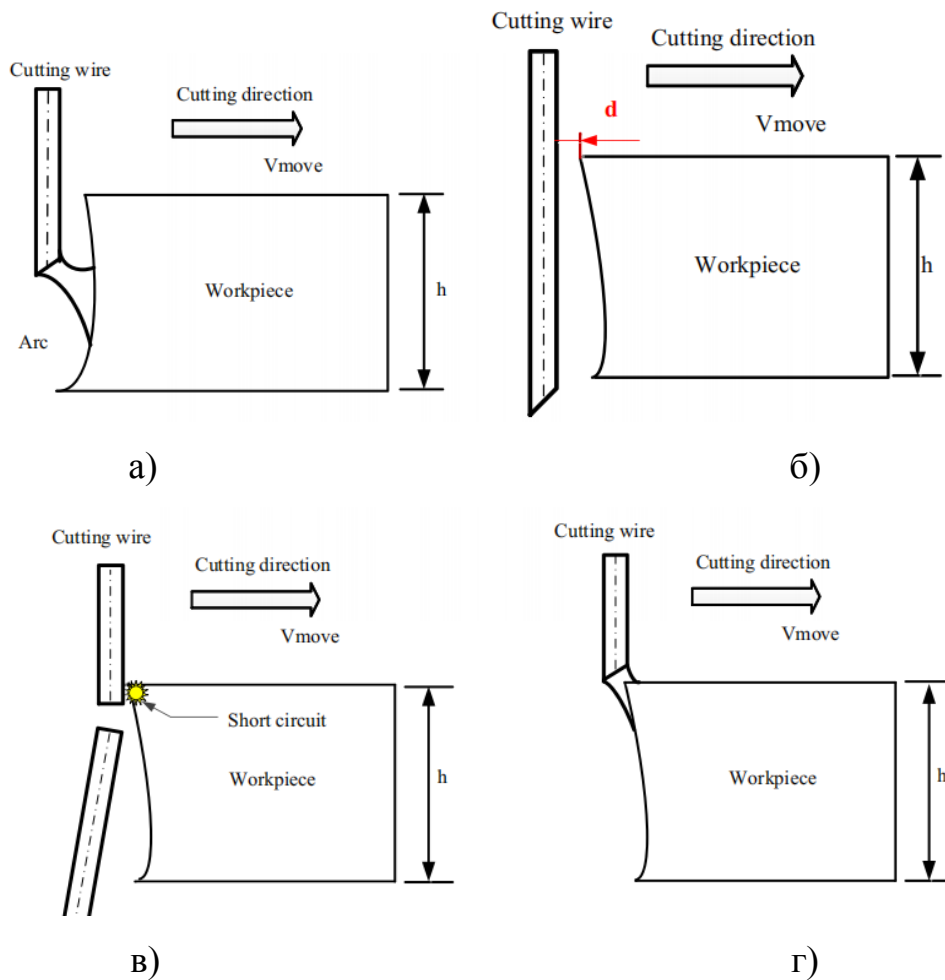 Cutting wire
Cutting direction
Vmove
Workpiece
h
Arc
а)
Cutting wire
Cutting direction
d
Vmove
Workpiece
h
б)
Cutting wire
Cutting direction
Vmove
Short circuit
Workpiece
h
в)
Cutting wire
Cutting direction
Vmove
Workpiece
h
г)